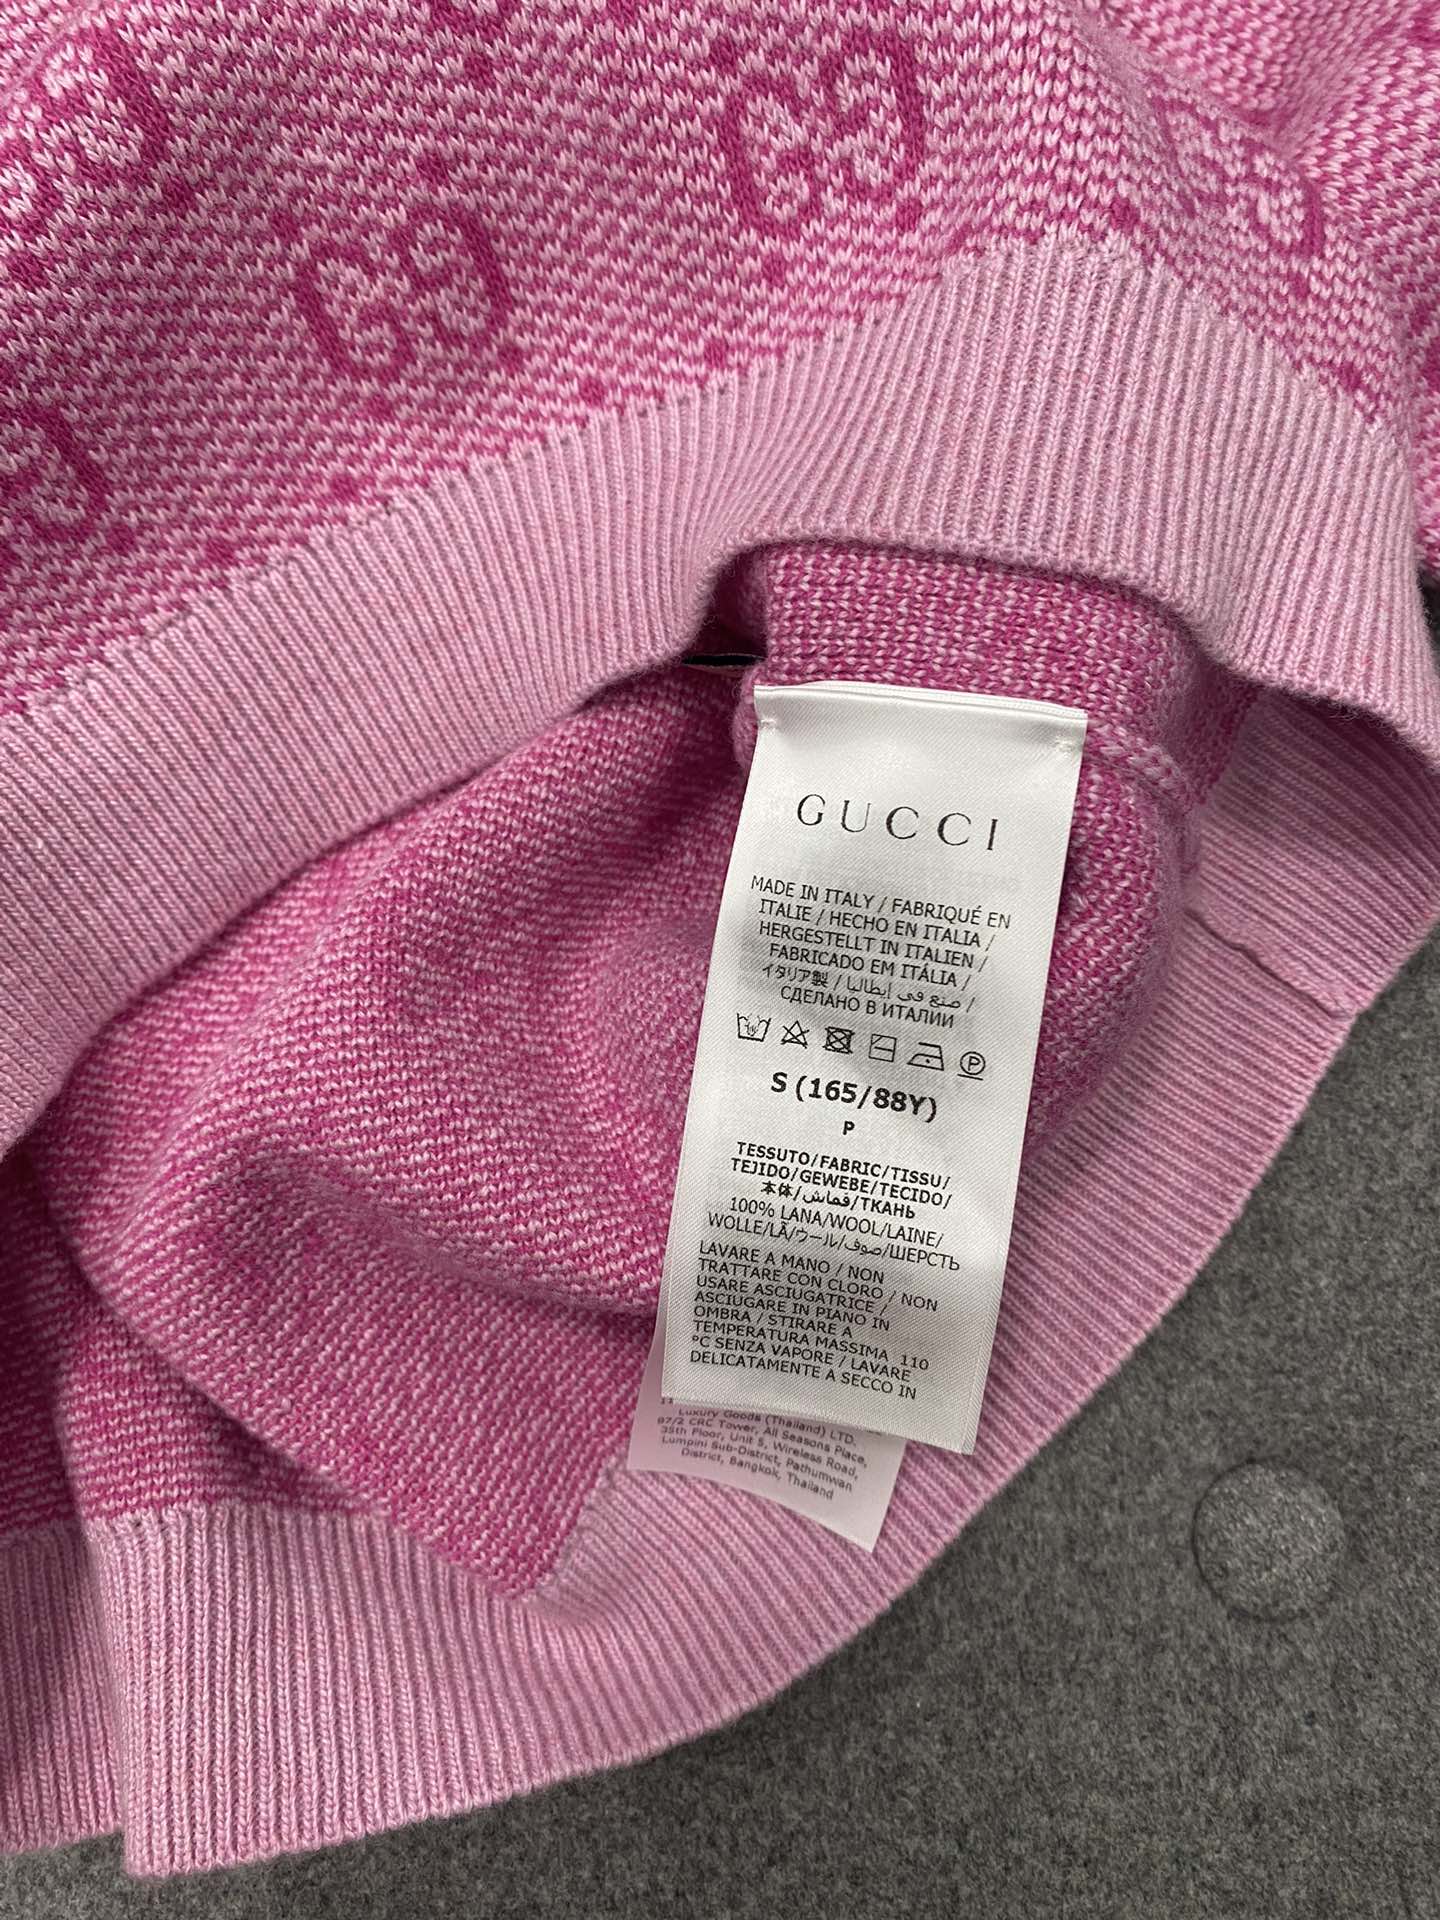 GUCCI
MADE IN ITALY / FABRIQUÉ EN
ITALIE / HECHO EN ITALIA /
HERGESTELLT IN ITALIEN /
FABRICADO EM ITÁLIA /
イタリア製 / صنع في إيطاليا /
СДЕЛАНО В ИТАЛИИ
P
S (165/88Y)
P
TESSUTO/FABRIC/TISSU/
TEJIDO/GEWEBE/TECIDO/
本体/قماش/ТКАНЬ
100% LANA/WOOL/LAINE/
WOLLE/LÃ/ウール/صوف/ШЕРСТЬ
LAVARE A MANO / NON
TRATTARE CON CLORO / NON
USARE ASCIUGATRICE /
ASCIUGARE IN PIANO IN
OMBRA / STIRARE A
TEMPERATURA MASSIMA 110
°C SENZA VAPORE / LAVARE
DELICATAMENTE A SECCO IN
Luxury Goods (Thailand) LTD.
87/2 CRC Tower, All Seasons Place,
35th Floor, Unit 5, Wireless Road,
Lumpini Sub-District, Pathumwan
District, Bangkok, Thailand